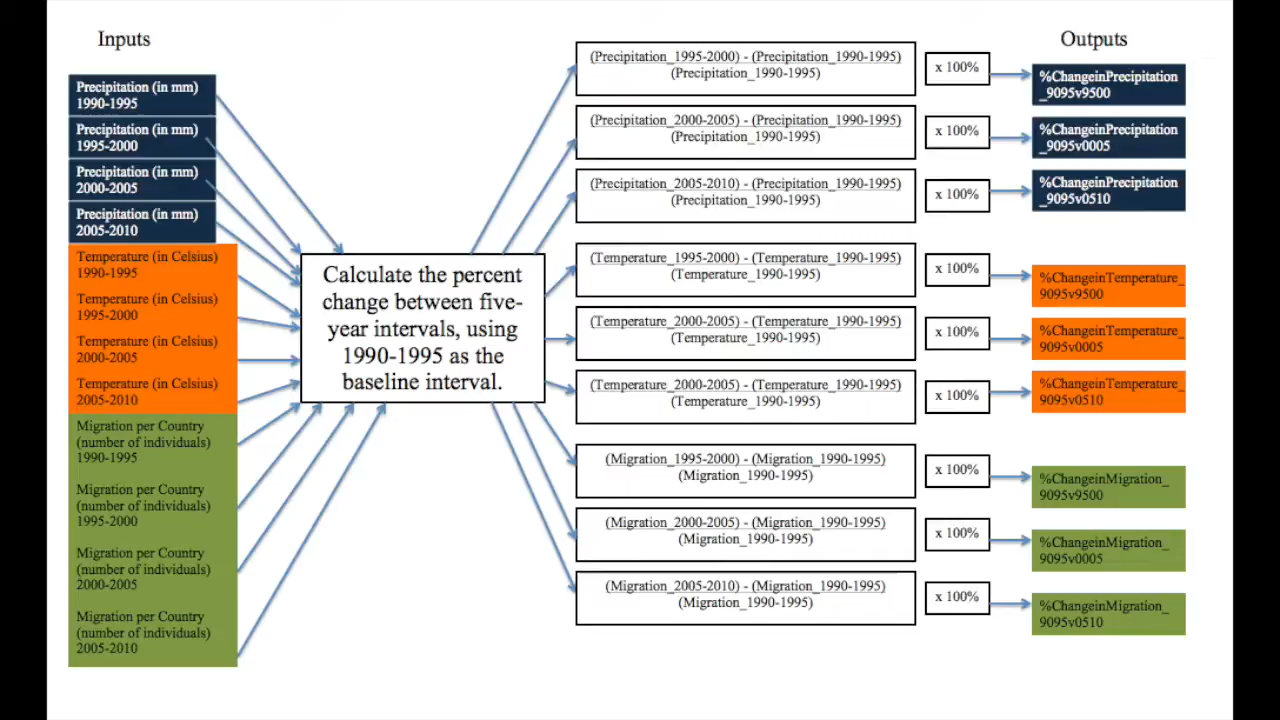 Inputs
Precipitation (in mm)
1990-1995
Precipitation (in mm)
1995-2000
Precipitation (in mm)
2000-2005
Precipitation (in mm)
2005-2010
Temperature (in Celsius)
1990-1995
Temperature (in Celsius)
1995-2000
Temperature (in Celsius)
2000-2005
Temperature (in Celsius)
2005-2010
Migration per Country
(number of individuals)
1990-1995
Migration per Country
(number of individuals)
1995-2000
Migration per Country
(number of individuals)
2000-2005
Migration per Country
(number of individuals)
2005-2010
Calculate the percent
change between five-
year intervals, using
1990-1995 as the
baseline interval.
(Precipitation_1995-2000) - (Precipitation_1990-1995)
(Precipitation_1990-1995)
x 100%
(Precipitation_2000-2005) - (Precipitation_1990-1995)
(Precipitation_1990-1995)
x 100%
(Precipitation_2005-2010) - (Precipitation_1990-1995)
(Precipitation_1990-1995)
x 100%
(Temperature_1995-2000) - (Temperature_1990-1995)
(Temperature_1990-1995)
x 100%
(Temperature_2000-2005) - (Temperature_1990-1995)
(Temperature_1990-1995)
x 100%
(Temperature_2000-2005) - (Temperature_1990-1995)
(Temperature_1990-1995)
x 100%
(Migration_1995-2000) - (Migration_1990-1995)
(Migration_1990-1995)
x 100%
(Migration_2000-2005) - (Migration_1990-1995)
(Migration_1990-1995)
x 100%
(Migration_2005-2010) - (Migration_1990-1995)
(Migration_1990-1995)
x 100%
Outputs
%ChangeinPrecipitation
_9095v9500
%ChangeinPrecipitation
_9095v0005
%ChangeinPrecipitation
_9095v0510
%ChangeinTemperature_
9095v9500
%ChangeinTemperature_
9095v0005
%ChangeinTemperature_
9095v0510
%ChangeinMigration_
9095v9500
%ChangeinMigration_
9095v0005
%ChangeinMigration_
9095v0510